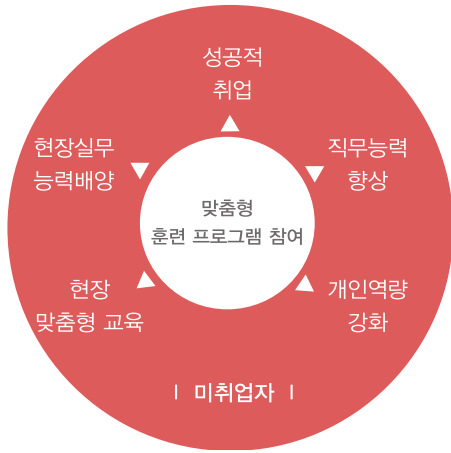 성공적
취업
현장실무
능력배양
직무능력
향상
맞춤형
훈련 프로그램 참여
현장
맞춤형 교육
개인역량
강화
미취업자